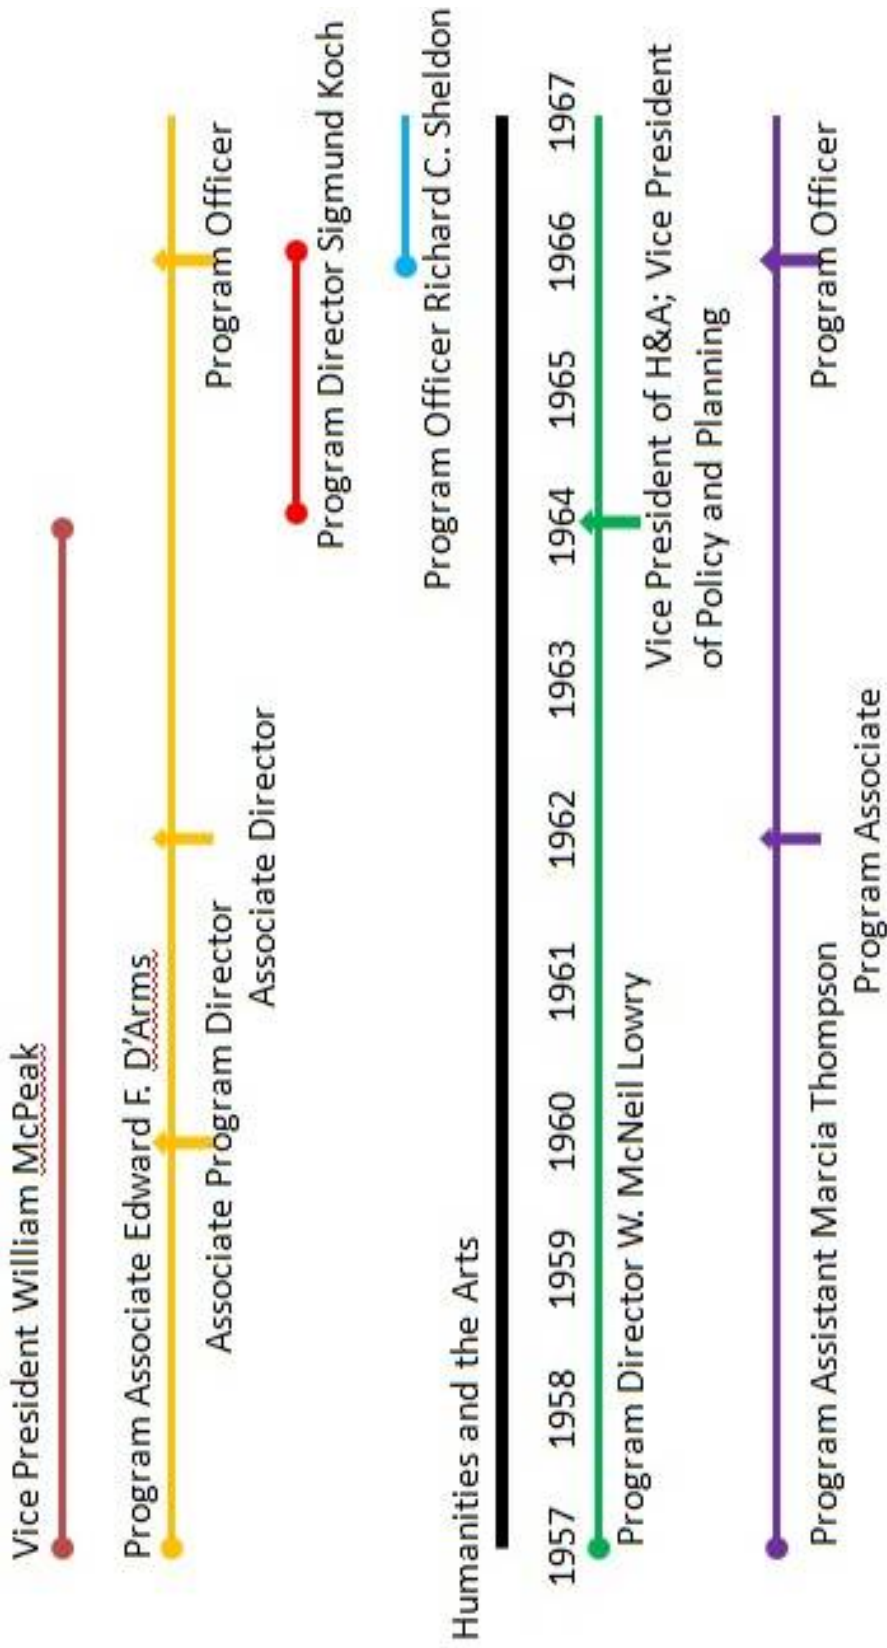 Vice President William McPeak
Program Associate Edward F. D'Arms
Associate Program Director
Associate Director
Program Officer
Program Director Sigmund Koch
Program Officer Richard C. Sheldon
Humanities and the Arts
1957 1958 1959 1960 1961 1962 1963 1964 1965 1966 1967
Program Director W. McNeil Lowry
Vice President of H&A; Vice President
of Policy and Planning
Program Assistant Marcia Thompson
Program Associate
Program Officer